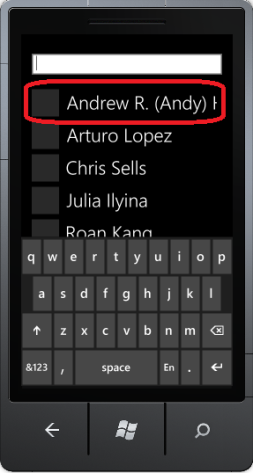 Andrew R. (Andy)
Arturo Lopez
Chris Sells
Julia Ilyina
Roan Kang
q w e r t y u i o p
a s d f g h j k l
z x c v b n m
&123 , space En .